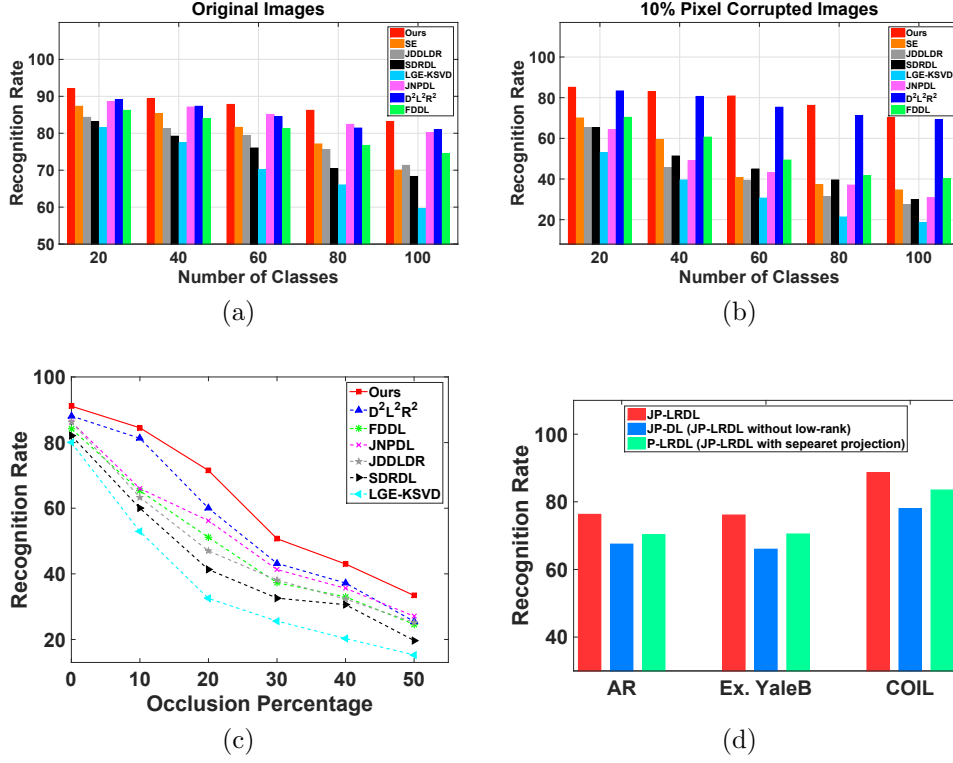 Original Images
Recognition Rate
100
90
80
70
60
50
Ours
SE
JDDLDR
SDRDL
LGE-KSVD
JNPDL
D²L²R²
FDDL
20
40
60
80
100
Number of Classes
(a)
10% Pixel Corrupted Images
Recognition Rate
100
80
60
40
20
Ours
SE
JDDLDR
SDRDL
LGE-KSVD
JNPDL
D²L²R²
FDDL
20
40
60
80
100
Number of Classes
(b)
Recognition Rate
100
80
60
40
20
Ours
D²L²R²
FDDL
JNPDL
JDDLDR
SDRDL
LGE-KSVD
0
10
20
30
40
50
Occlusion Percentage
(c)
Recognition Rate
100
80
60
40
JP-LRDL
JP-DL (JP-LRDL without low-rank)
P-LRDL (JP-LRDL with sepearet projection)
AR
Ex. YaleB
COIL
(d)